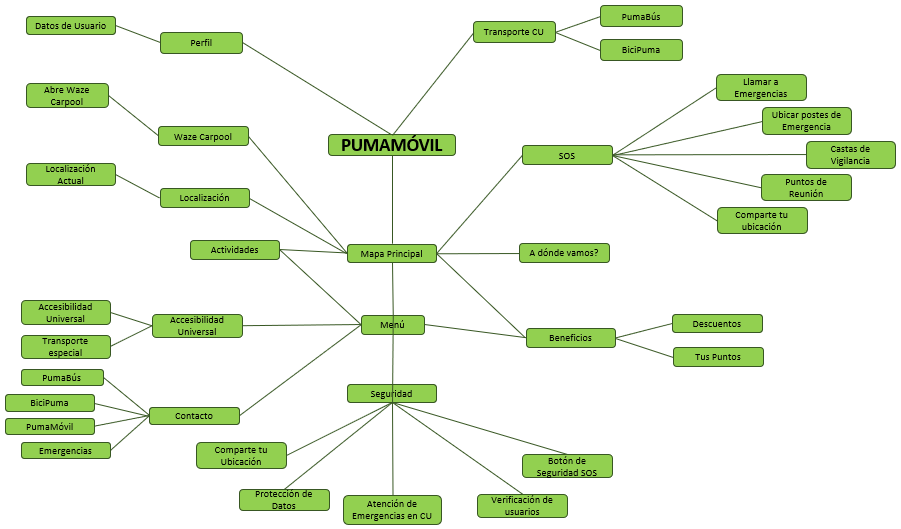 Datos de Usuario
Perfil
Transporte CU
PumaBús
BiciPuma
Abre Waze
Carpool
Waze Carpool
PUMAMÓVIL
Llamar a
Emergencias
Ubicar postes de
Emergencia
SOS
Castas de
Vigilancia
Puntos de
Reunión
Comparte tu
ubicación
Localización
Actual
Localización
Actividades
Mapa Principal
A dónde vamos?
Accesibilidad
Universal
Transporte
especial
Accesibilidad
Universal
Menú
Beneficios
Descuentos
Tus Puntos
PumaBús
BiciPuma
PumaMóvil
Emergencias
Contacto
Seguridad
Comparte tu
Ubicación
Protección de
Datos
Atención de
Emergencias en CU
Verificación de
usuarios
Botón de
Seguridad SOS